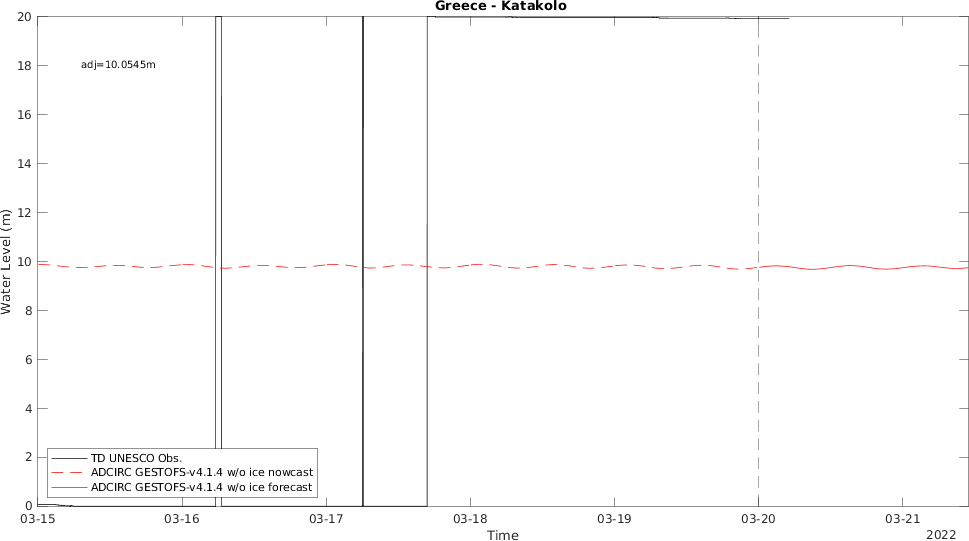 Greece - Katakolo
20
18
16
14
12
10
8
6
4
2
0
Water Level (m)
adj=10.0545m
TD UNESCO Obs.
ADCIRC GESTOFS-v4.1.4 w/o ice nowcast
ADCIRC GESTOFS-v4.1.4 w/o ice forecast
03-15
03-16
03-17
03-18
03-19
03-20
03-21
Time
2022